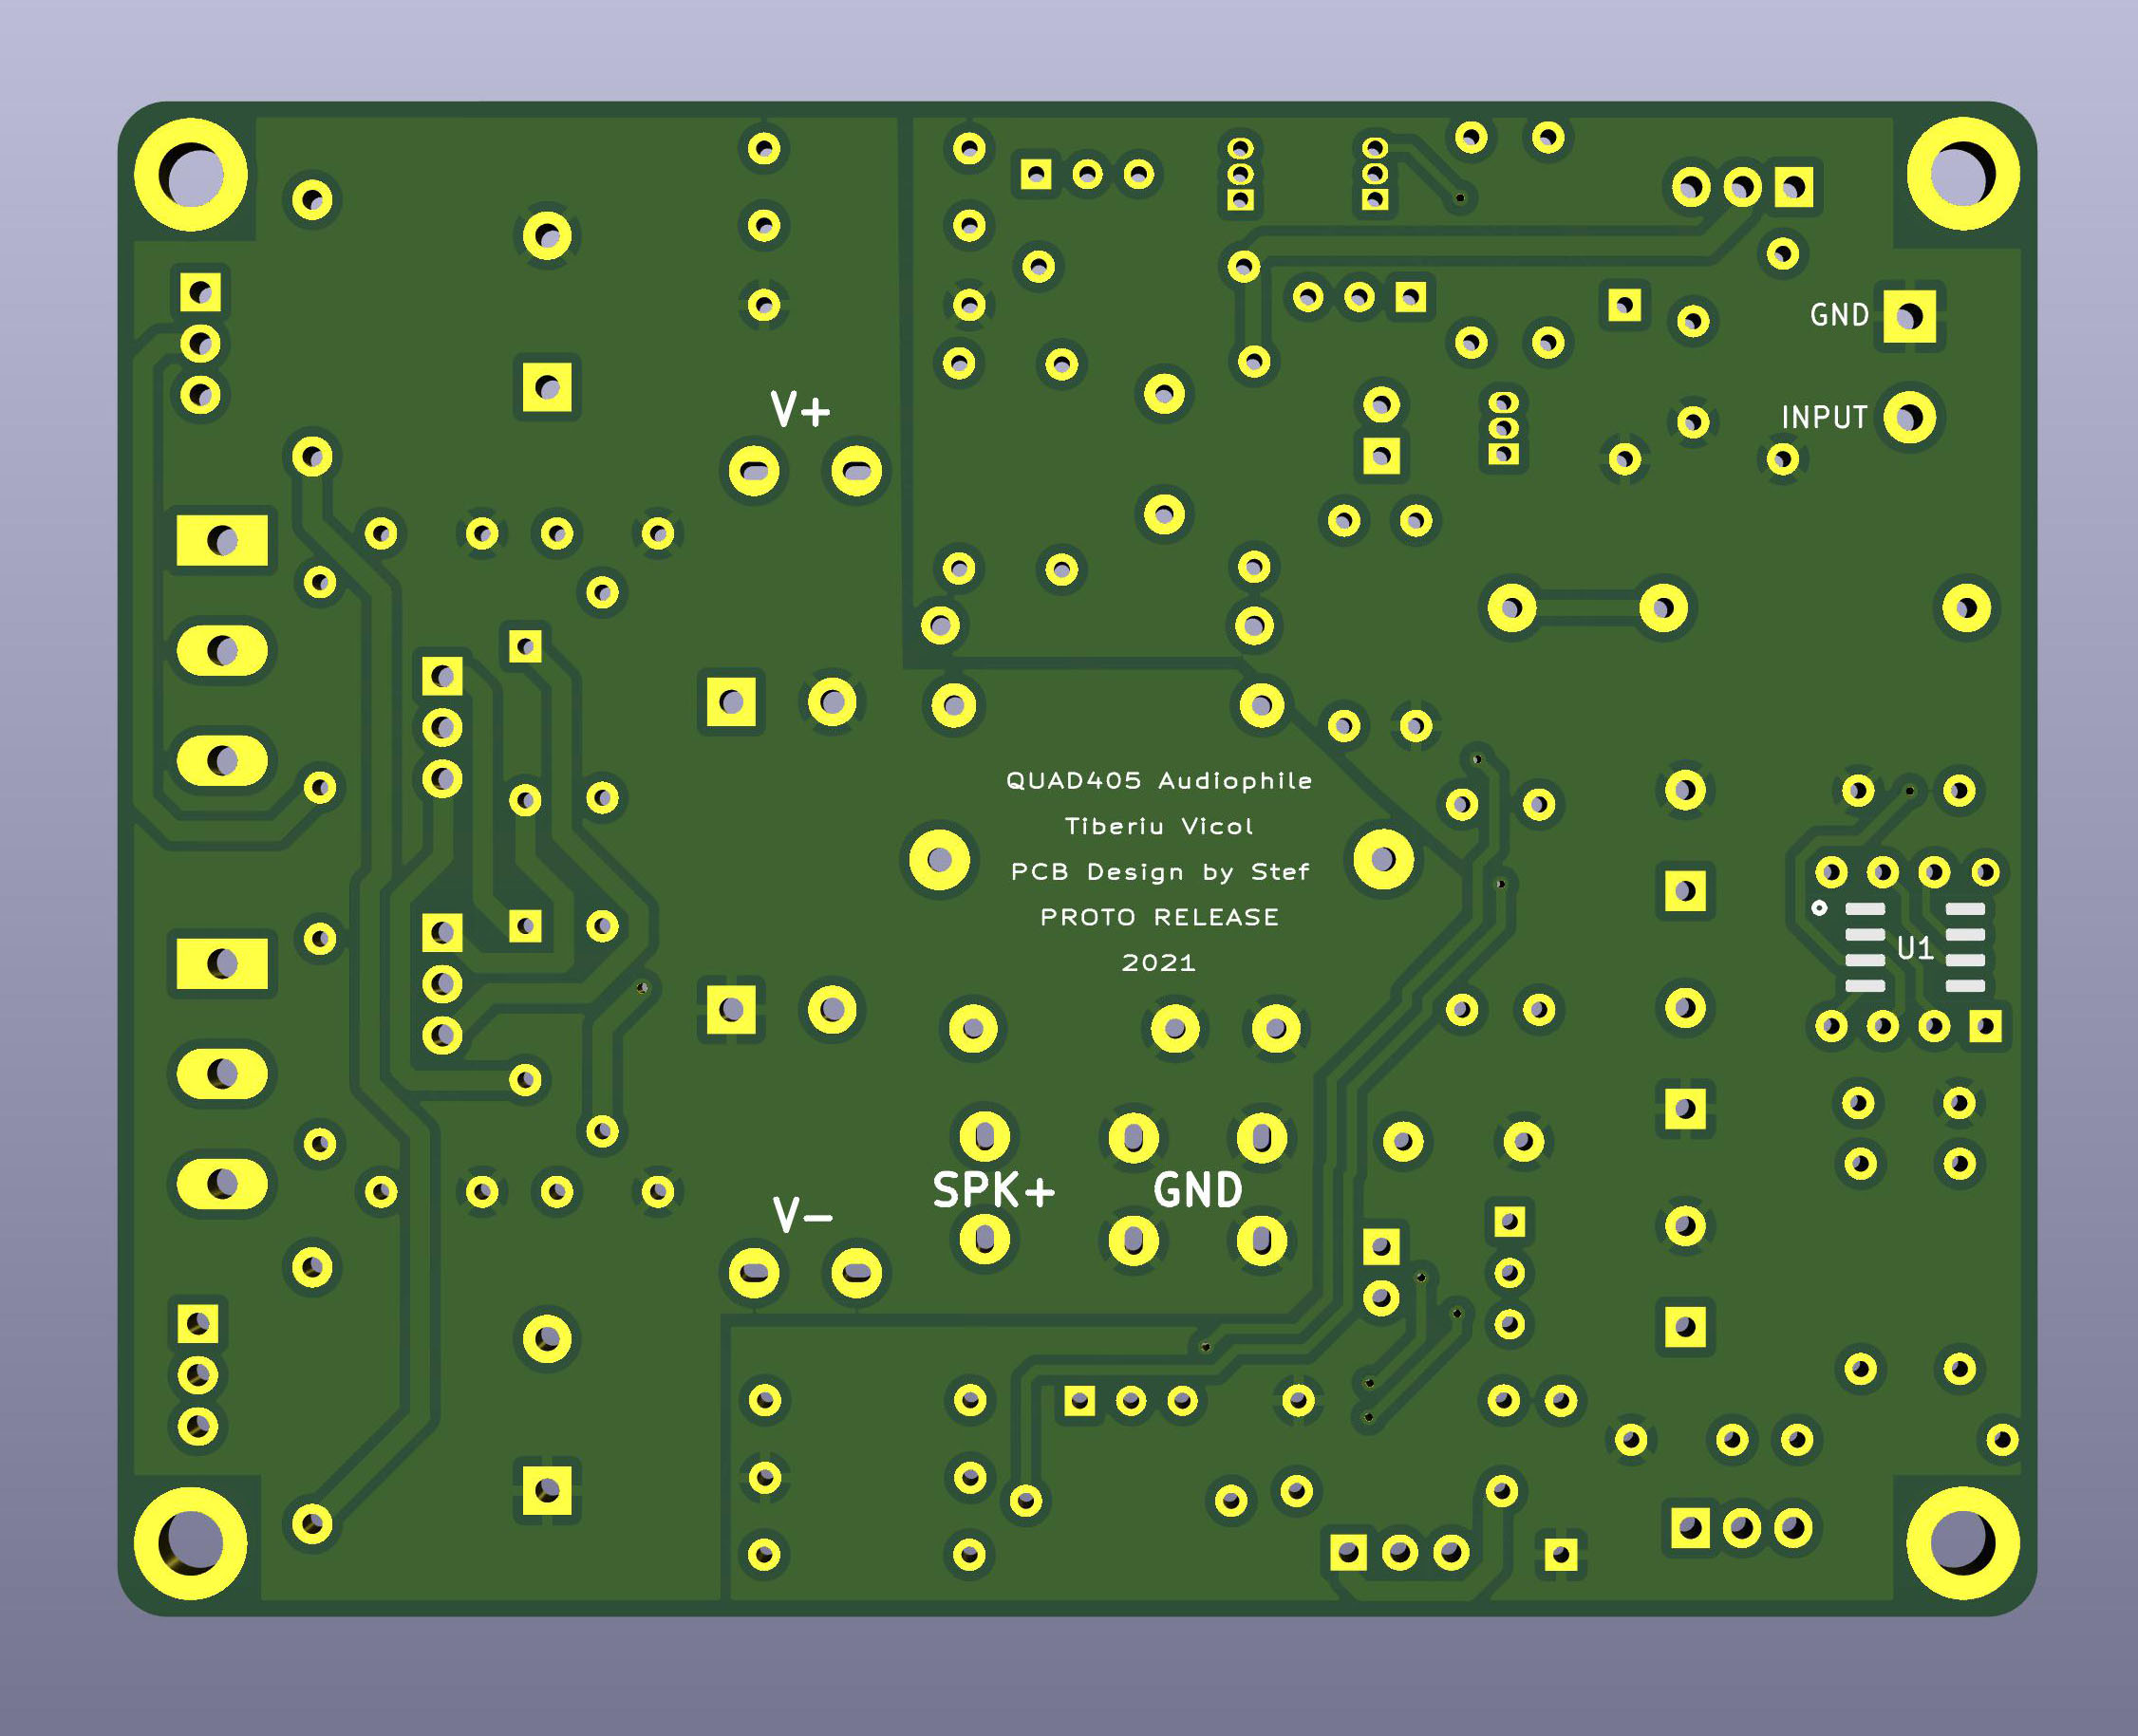 GND
INPUT
V+
QUAD405 Audiophile
Tiberiu Vicol
PCB Design by Stef
PROTO RELEASE
2021
U1
SPK+
GND
V-